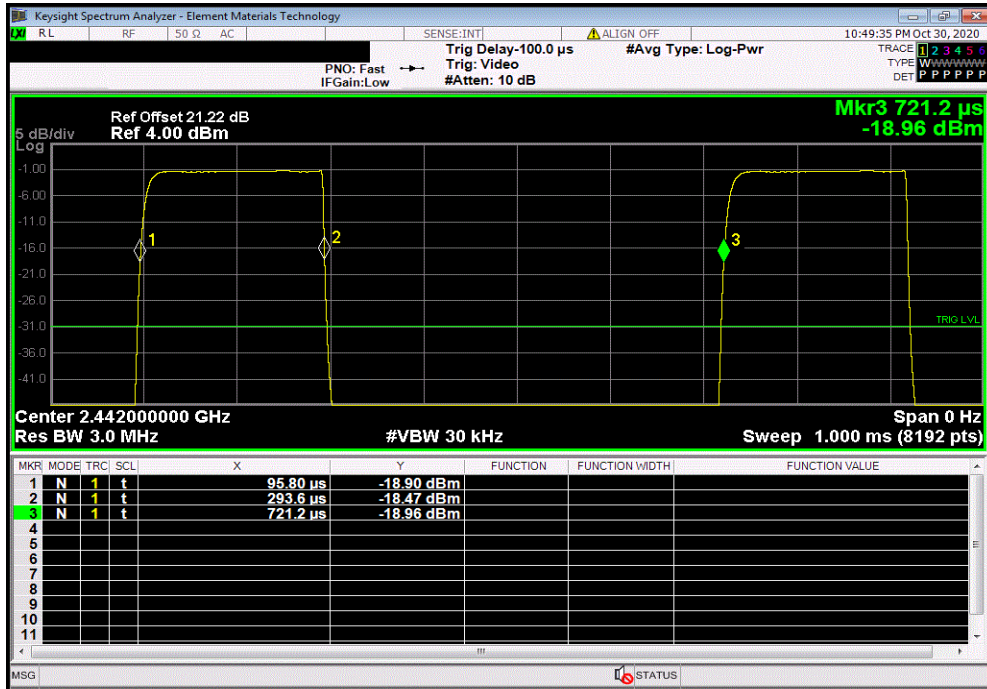 Keysight Spectrum Analyzer - Element Materials Technology
LXI RL RF 50 Ω AC SENSE:INT ALIGN OFF 10:49:35 PM Oct 30, 2020
Trig Delay-100.0 µs #Avg Type: Log-Pwr TRACE 1 2 3 4 5 6
PNO: Fast Trig: Video TYPE WWWWWW
IFGain:Low #Atten: 10 dB DET P P P P P P
Mkr3 721.2 µs
-18.96 dBm
Ref Offset 21.22 dB
5 dB/div Ref 4.00 dBm
Log
-1.00
-6.00
-11.0
1 2 3
-16.0
-21.0
-26.0
-31.0 TRIG LVL
-36.0
-41.0
Center 2.442000000 GHz Span 0 Hz
Res BW 3.0 MHz #VBW 30 kHz Sweep 1.000 ms (8192 pts)
MKR MODE TRC SCL X Y FUNCTION FUNCTION WIDTH FUNCTION VALUE
1 N 1 t 95.80 µs -18.90 dBm
2 N 1 t 293.6 µs -18.47 dBm
3 N 1 t 721.2 µs -18.96 dBm
4
5
6
7
8
9
10
11
MSG STATUS